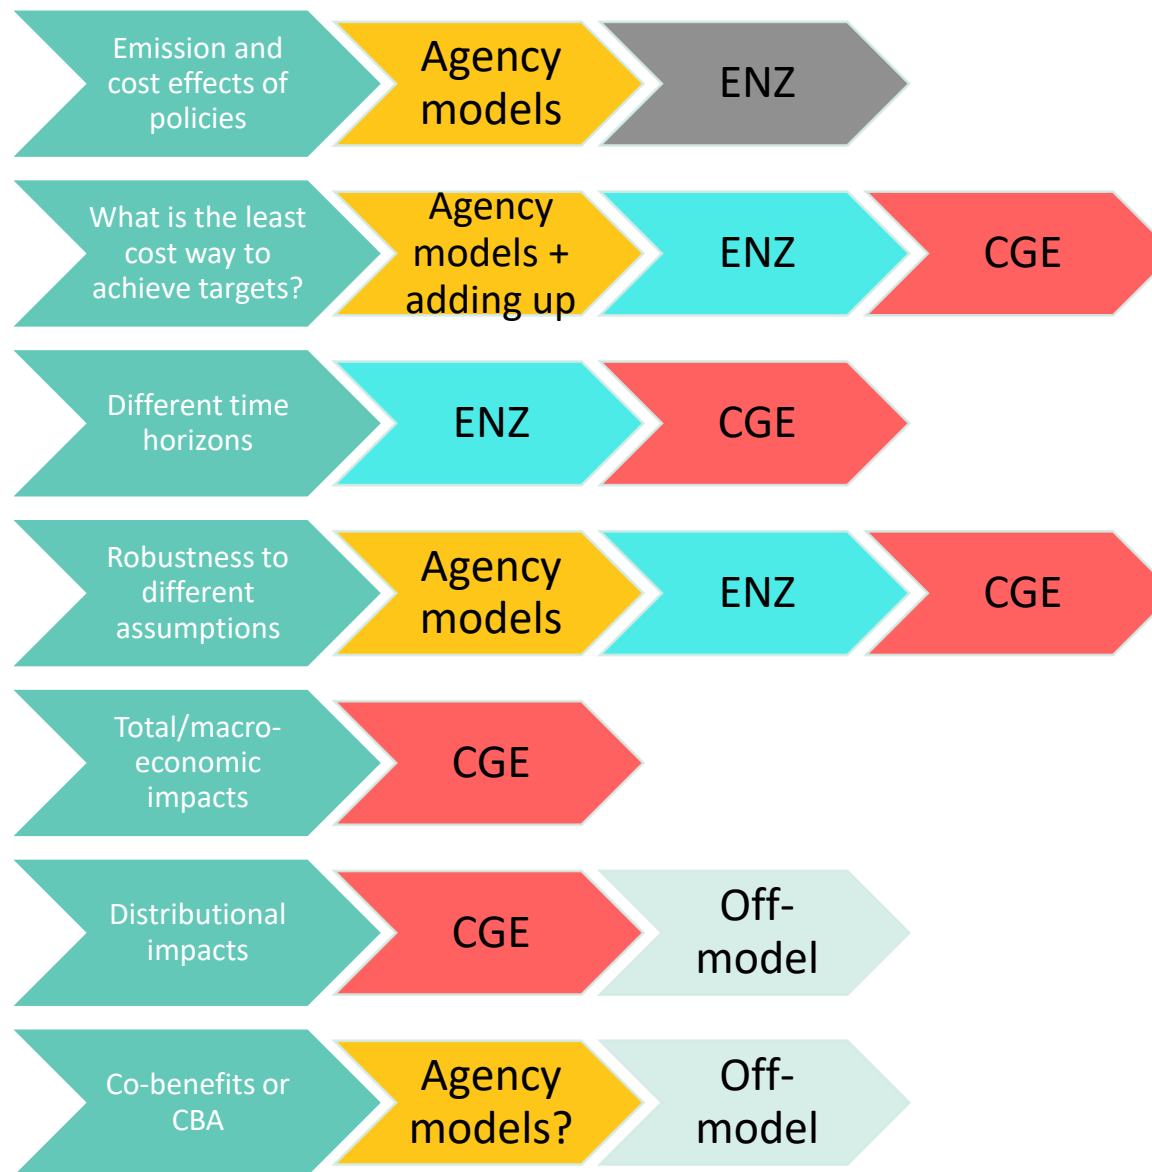 Emission and
cost effects of
policies
Agency
models
ENZ
What is the least
cost way to
achieve targets?
Agency
models +
adding up
ENZ
CGE
Different time
horizons
ENZ
CGE
Robustness to
different
assumptions
Agency
models
ENZ
CGE
Total/macro-
economic
impacts
CGE
Distributional
impacts
CGE
Off-
model
Co-benefits or
CBA
Agency
models?
Off-
model